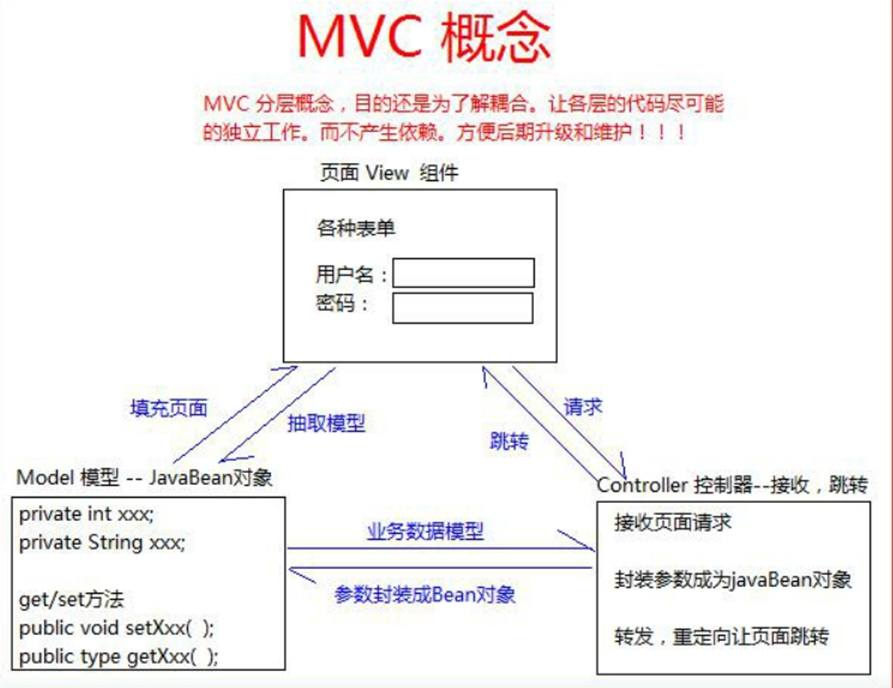 MVC 概念
MVC 分层概念，目的还是为了解耦合。让各层的代码尽可能
的独立工作。而不产生依赖。方便后期升级和维护！！！
页面 View 组件
各种表单
用户名：
密码：
填充页面
抽取模型
请求
跳转
Model 模型 -- JavaBean对象
private int xxx;
private String xxx;
get/set方法
public void setXxx( );
public type getXxx( );
业务数据模型
参数封装成Bean对象
Controller 控制器--接收，跳转
接收页面请求
封装参数成为javaBean对象
转发，重定向让页面跳转